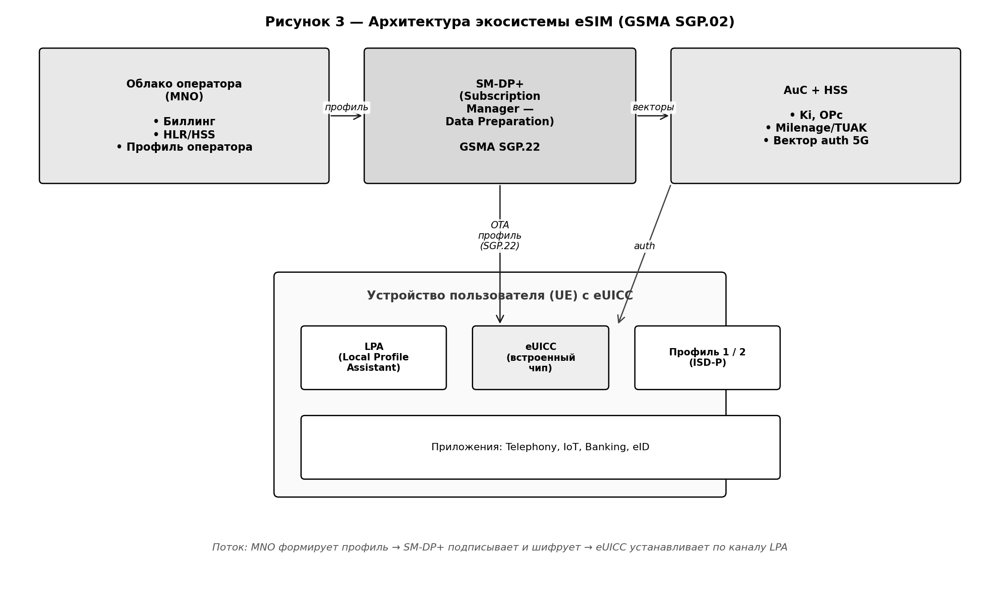 Рисунок 3 — Архитектура экосистемы eSIM (GSMA SGP.02)
Облако оператора
(MNO)
• Биллинг
• HLR/HSS
• Профиль оператора
профиль
SM-DP+
(Subscription
Manager —
Data Preparation)
GSMA SGP.22
векторы
AuC + HSS
• Ki, OPc
• Milenage/TUAK
• Вектор auth 5G
OTA
профиль
(SGP.22)
auth
Устройство пользователя (UE) с eUICC
LPA
(Local Profile
Assistant)
eUICC
(встроенный
чип)
Профиль 1 / 2
(ISD-P)
Приложения: Telephony, IoT, Banking, eID
Поток: MNO формирует профиль → SM-DP+ подписывает и шифрует → eUICC устанавливает по каналу LPA